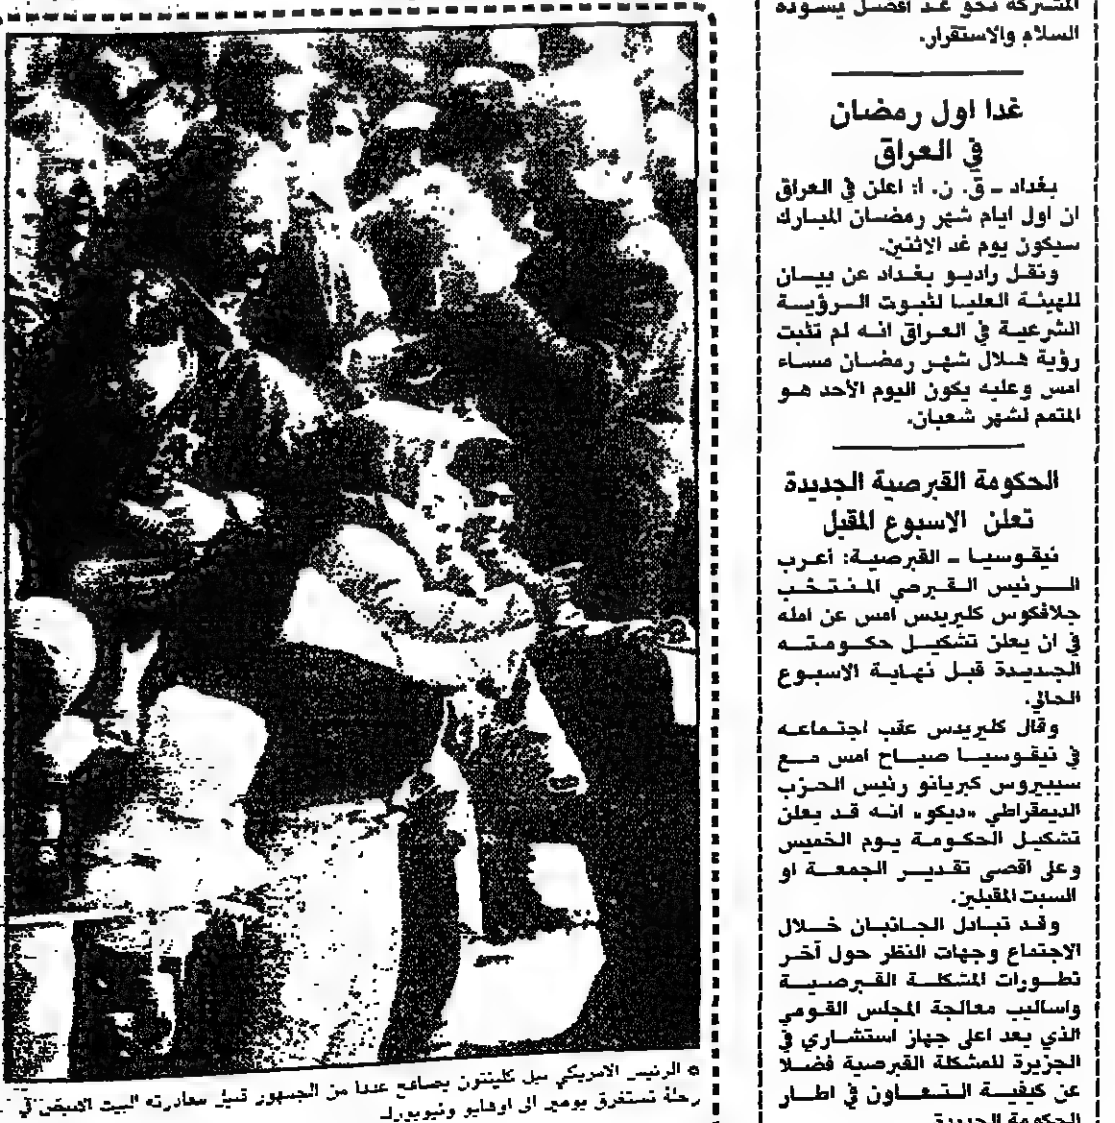 المشتركة نحو غد افضل يسوده
السلام والاستقرار.
غدا اول رمضان
في العراق
بغداد - ق. ن. أ: اعلن في العراق
ان اول ايام شهر رمضان المبارك
سيكون يوم غد الاثنين.
ونقل راديو بغداد عن بيان
للهيئة العليا لثبوت الرؤية
الشرعية في العراق انه لم تثبت
رؤية هلال شهر رمضان مساء
امس وعليه يكون اليوم الأحد هو
المتمم لشهر شعبان.
الحكومة القبرصية الجديدة
تعلن الاسبوع المقبل
نيقوسيا - القبرصية: أعرب
الرئيس القبرصي المنتخب
جلافكوس كليريدس امس عن امله
في ان يعلن تشكيل حكومته
الجديدة قبل نهاية الاسبوع
الحالي.
وقال كليريدس عقب اجتماعه
في نيقوسيا صباح امس مع
سبيروس كبريانو رئيس الحزب
الديمقراطي «ديكو» انه قد يعلن
تشكيل الحكومة يوم الخميس
وعلى اقصى تقدير الجمعة او
السبت المقبلين.
وقد تبادل الجانبان خلال
الاجتماع وجهات النظر حول آخر
تطورات المشكلة القبرصية
واساليب معالجة المجلس القومي
الذي يعد اعلى جهاز استشاري في
الجزيرة للمشكلة القبرصية فضلا
عن كيفية التعاون في اطار
الحكومة الجديدة
الرئيس الامريكي بيل كلينتون يصافح عددا من الجمهور قبيل مغادرته البيت الابيض في
رحلة تستغرق يومين الى اوهايو ونيويورك